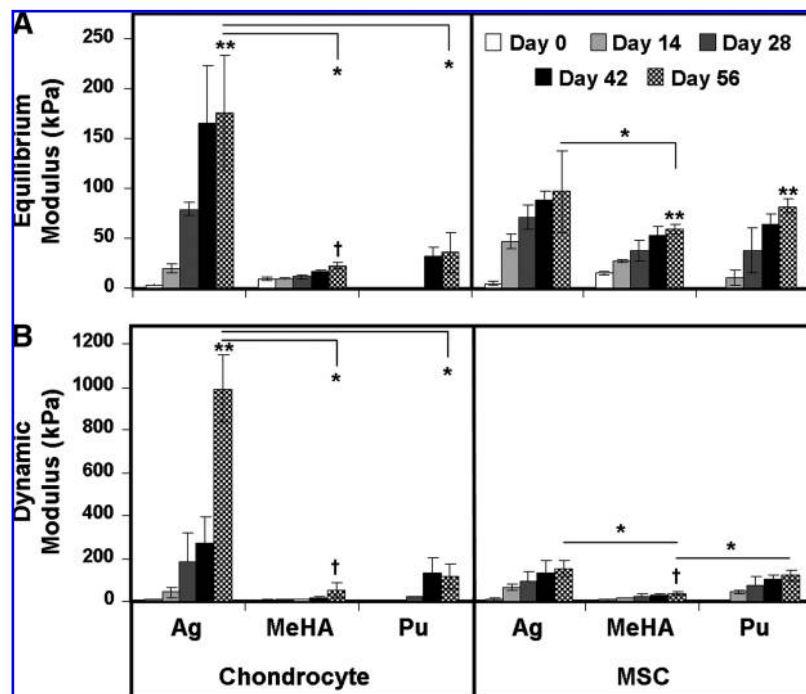 A
Equilibrium
Modulus (kPa)
250
200
150
100
50
0
**
*
*
Day 0 Day 14 Day 28
Day 42 Day 56
†
*
**
**
B
Dynamic
Modulus (kPa)
1200
1000
800
600
400
200
0
**
*
*
†
*
*
†
Ag MeHA Pu Ag MeHA Pu
Chondrocyte MSC